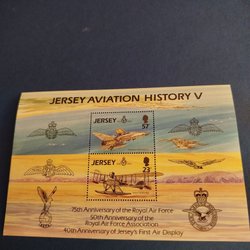 JERSEY AVIATION HISTORY V
JERSEY
57
JERSEY
23
75th Anniversary of the Royal Air Force
50th Anniversary of the
Royal Air Force Association
40th Anniversary of Jersey's First Air Display